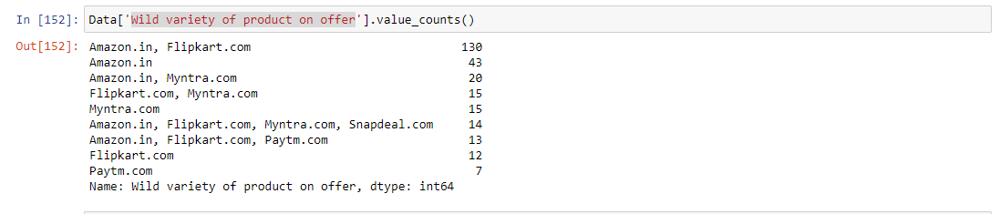 In [152]: Data['Wild variety of product on offer'].value_counts()
Out[152]: Amazon.in, Flipkart.com 130
Amazon.in 43
Amazon.in, Myntra.com 20
Flipkart.com, Myntra.com 15
Myntra.com 15
Amazon.in, Flipkart.com, Myntra.com, Snapdeal.com 14
Amazon.in, Flipkart.com, Paytm.com 13
Flipkart.com 12
Paytm.com 7
Name: Wild variety of product on offer, dtype: int64